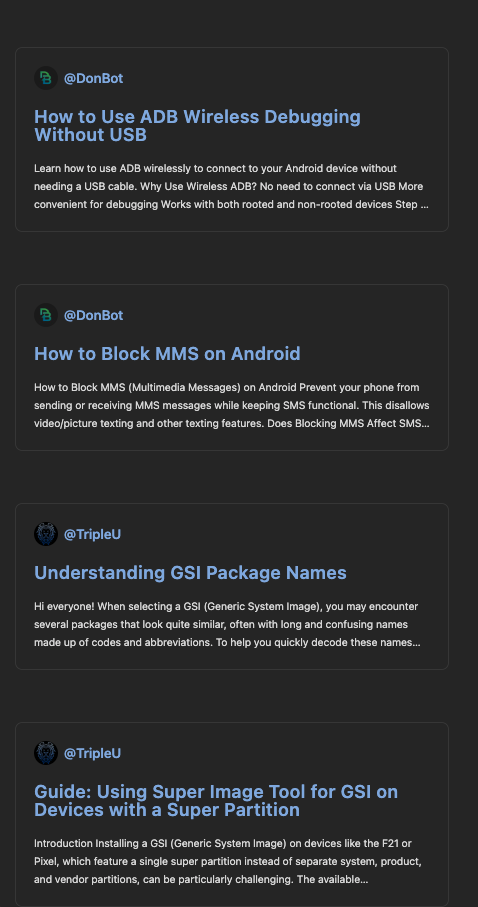 @DonBot
How to Use ADB Wireless Debugging
Without USB
Learn how to use ADB wirelessly to connect to your Android device without
needing a USB cable. Why Use Wireless ADB? No need to connect via USB More
convenient for debugging Works with both rooted and non-rooted devices Step ...
@DonBot
How to Block MMS on Android
How to Block MMS (Multimedia Messages) on Android Prevent your phone from
sending or receiving MMS messages while keeping SMS functional. This disallows
video/picture texting and other texting features. Does Blocking MMS Affect SMS...
@TripleU
Understanding GSI Package Names
Hi everyone! When selecting a GSI (Generic System Image), you may encounter
several packages that look quite similar, often with long and confusing names
made up of codes and abbreviations. To help you quickly decode these names...
@TripleU
Guide: Using Super Image Tool for GSI on
Devices with a Super Partition
Introduction Installing a GSI (Generic System Image) on devices like the F21 or
Pixel, which feature a single super partition instead of separate system, product,
and vendor partitions, can be particularly challenging. The available...